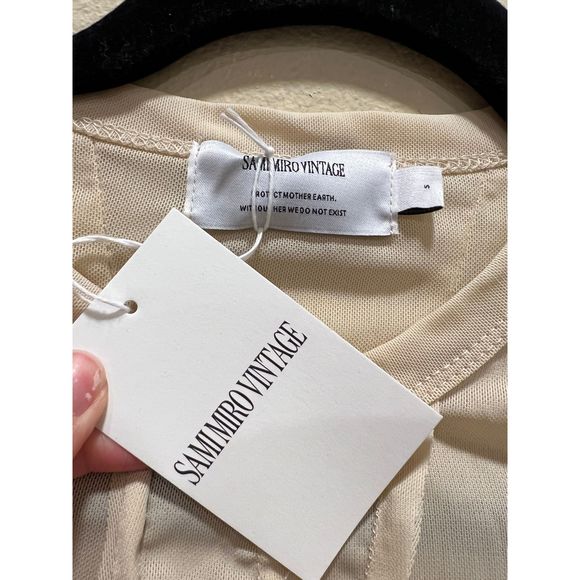 SAMI MIRO VINTAGE
PROTECT MOTHER EARTH.
WITHOUT HER WE DO NOT EXIST
S
SAMI MIRO VINTAGE